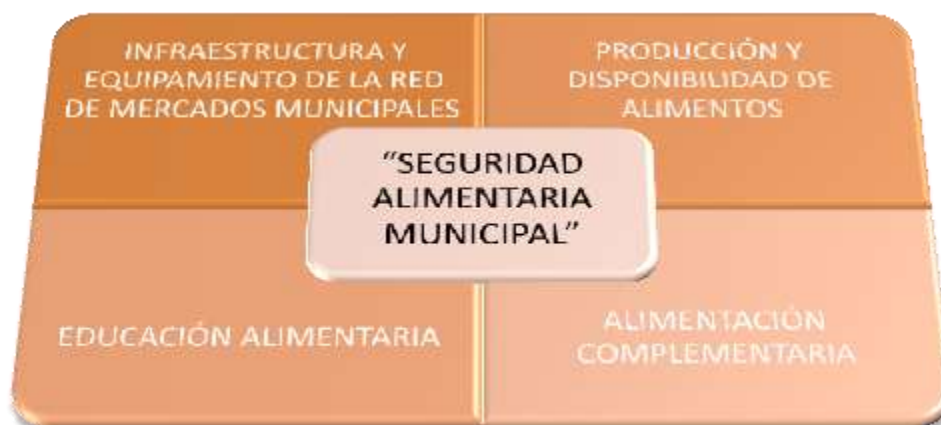 INFRAESTRUCTURA Y
EQUIPAMIENTO DE LA RED
DE MERCADOS MUNICIPALES
PRODUCCIÓN Y
DISPONIBILIDAD DE
ALIMENTOS
"SEGURIDAD
ALIMENTARIA
MUNICIPAL"
EDUCACIÓN ALIMENTARIA
ALIMENTACIÓN
COMPLEMENTARIA